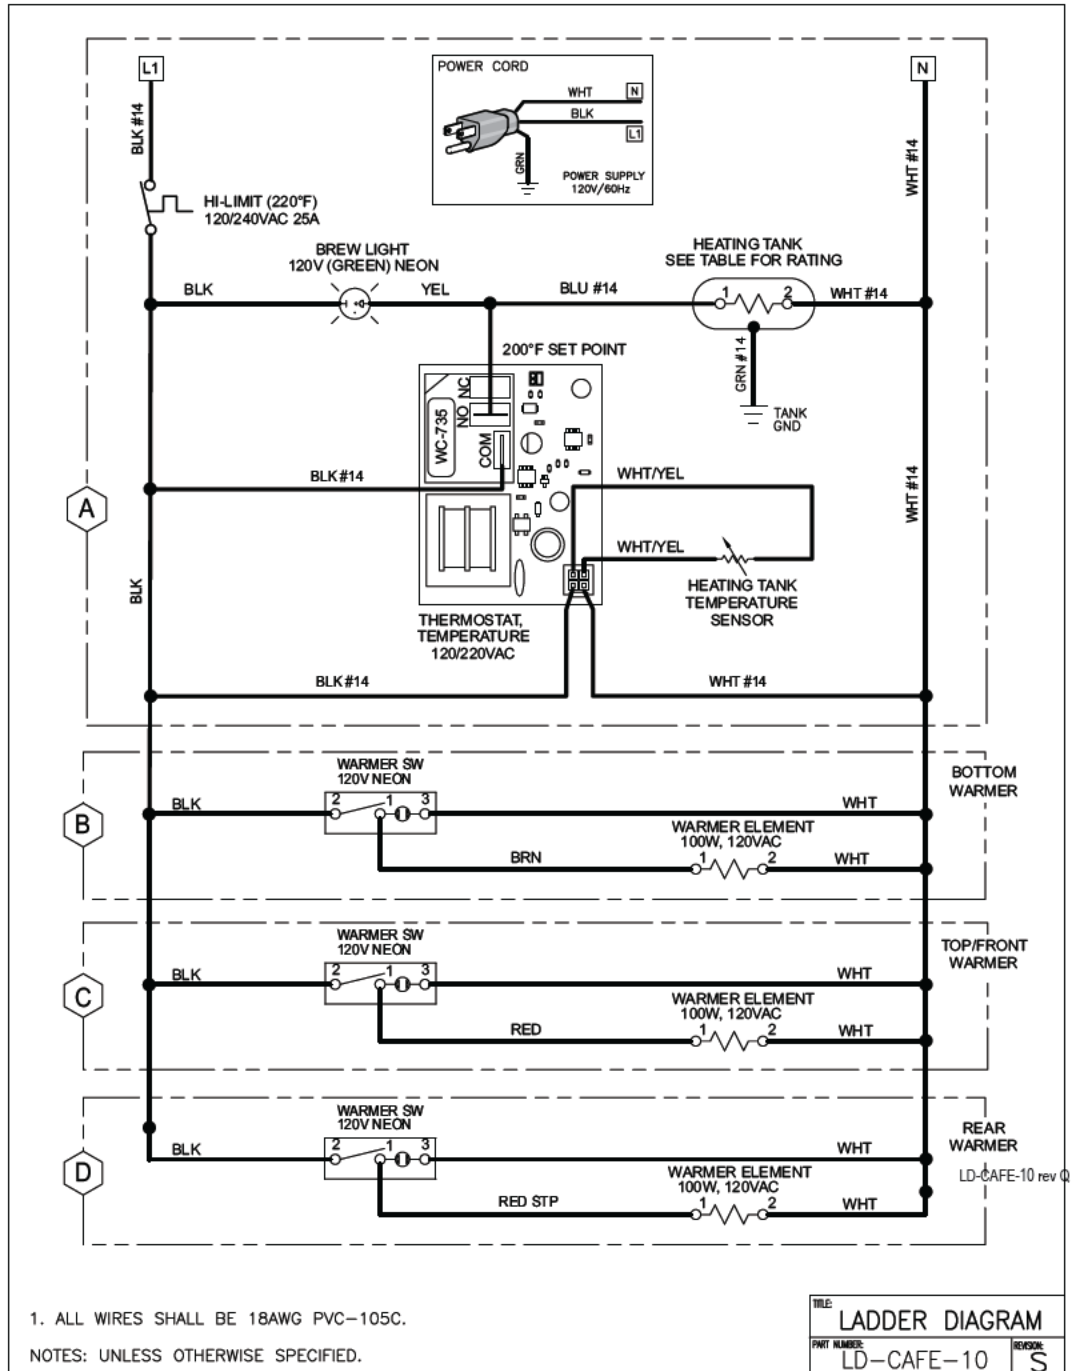 L1
N
POWER CORD
WHT
N
BLK
L1
GRN
POWER SUPPLY
120V/60Hz
BLK #14
WHT #14
HI-LIMIT (220°F)
120/240VAC 25A
BREW LIGHT
120V (GREEN) NEON
HEATING TANK
SEE TABLE FOR RATING
BLK
YEL
BLU #14
1
2
WHT #14
GRN #14
TANK
GND
200°F SET POINT
NC
NO
COM
WC-735
BLK #14
WHT/YEL
WHT #14
A
WHT/YEL
BLK
HEATING TANK
TEMPERATURE
SENSOR
THERMOSTAT,
TEMPERATURE
120/220VAC
BLK #14
WHT #14
WARMER SW
120V NEON
BOTTOM
WARMER
BLK
2
1
3
WHT
B
WARMER ELEMENT
100W, 120VAC
BRN
1
2
WHT
WARMER SW
120V NEON
TOP/FRONT
WARMER
BLK
2
1
3
WHT
C
WARMER ELEMENT
100W, 120VAC
RED
1
2
WHT
WARMER SW
120V NEON
REAR
WARMER
BLK
2
1
3
WHT
D
WARMER ELEMENT
100W, 120VAC
LD-CAFE-10 rev Q
RED STP
1
2
WHT
1. ALL WIRES SHALL BE 18AWG PVC-105C.
NOTES: UNLESS OTHERWISE SPECIFIED.
TITLE:
LADDER DIAGRAM
PART NUMBER:
LD-CAFE-10
REVISION:
S